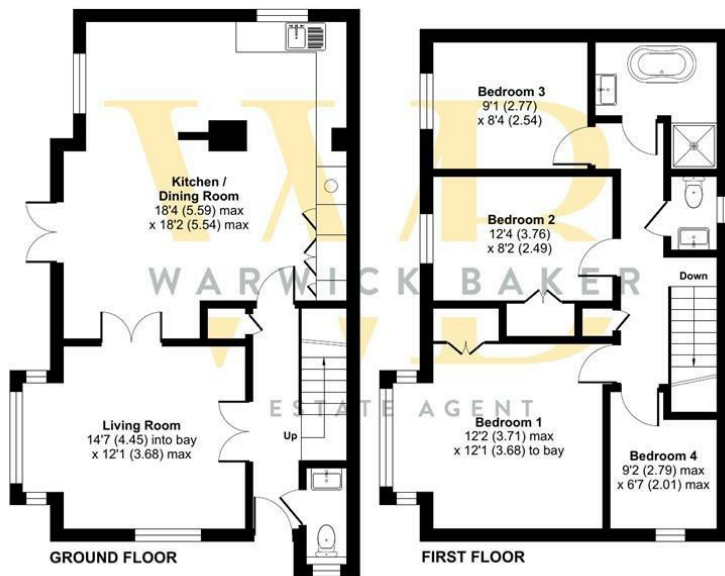 Kitchen /
Dining Room
18'4 (5.59) max
x 18'2 (5.54) max
Living Room
14'7 (4.45) into bay
x 12'1 (3.68) max
Up
GROUND FLOOR
Bedroom 3
9'1 (2.77)
x 8'4 (2.54)
Bedroom 2
12'4 (3.76)
x 8'2 (2.49)
Down
Bedroom 1
12'2 (3.71) max
x 12'1 (3.68) to bay
Bedroom 4
9'2 (2.79) max
x 6'7 (2.01) max
FIRST FLOOR
WB
WARWICK BAKER
ESTATE AGENT